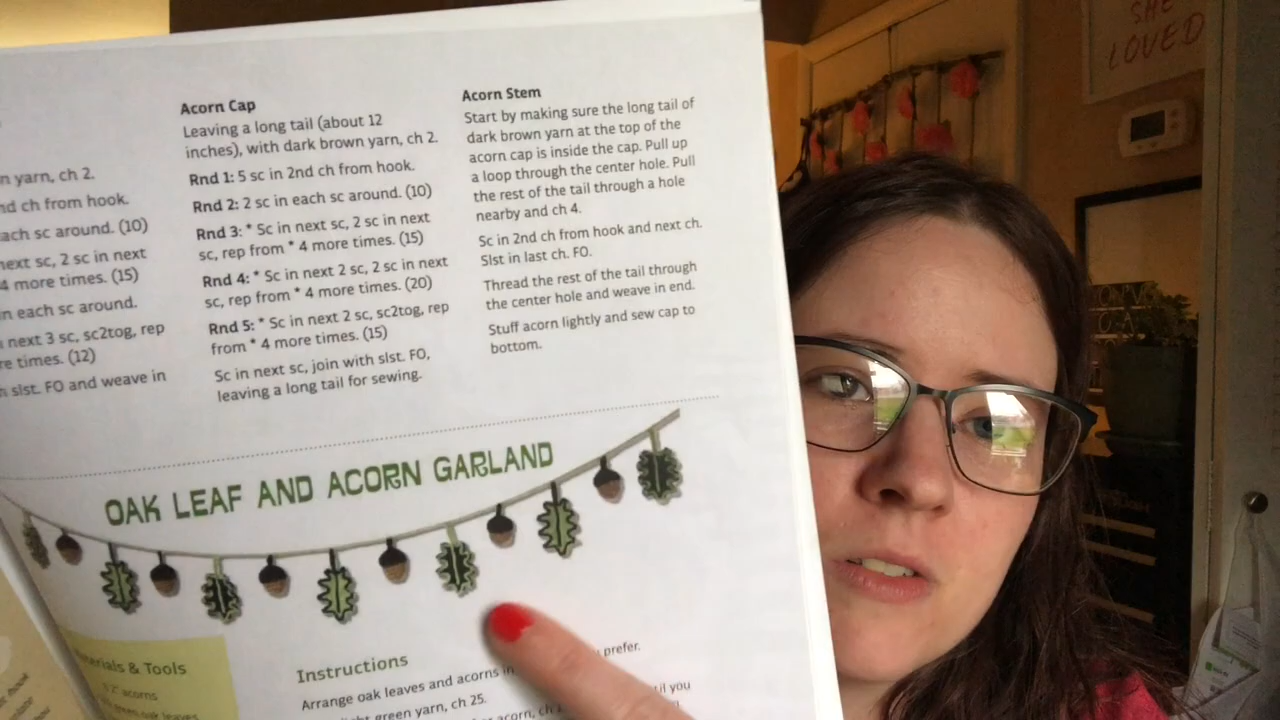 n yarn, ch 2.
nd ch from hook.
ach sc around. (10)
next sc, 2 sc in next
4 more times. (15)
n each sc around.
next 3 sc, sc2tog, rep
re times. (12)
h slst. FO and weave in
Acorn Cap
Leaving a long tail (about 12
inches), with dark brown yarn, ch 2.
Rnd 1: 5 sc in 2nd ch from hook.
Rnd 2: 2 sc in each sc around. (10)
Rnd 3: * Sc in next sc, 2 sc in next
sc, rep from * 4 more times. (15)
Rnd 4: * Sc in next 2 sc, 2 sc in next
sc, rep from * 4 more times. (20)
Rnd 5: * Sc in next 2 sc, sc2tog, rep
from * 4 more times. (15)
Sc in next sc, join with slst. FO,
leaving a long tail for sewing.
Acorn Stem
Start by making sure the long tail of
dark brown yarn at the top of the
acorn cap is inside the cap. Pull up
a loop through the center hole. Pull
the rest of the tail through a hole
nearby and ch 4.
Sc in 2nd ch from hook and next ch.
Slst in last ch. FO.
Thread the rest of the tail through
the center hole and weave in end.
Stuff acorn lightly and sew cap to
bottom.
OAK LEAF AND ACORN GARLAND
terials & Tools
2" acorns
green oak leaves
Instructions
Arrange oak leaves and acorns in prefer.
light green yarn, ch 25.
acorn, ch you
SHE
LOVED